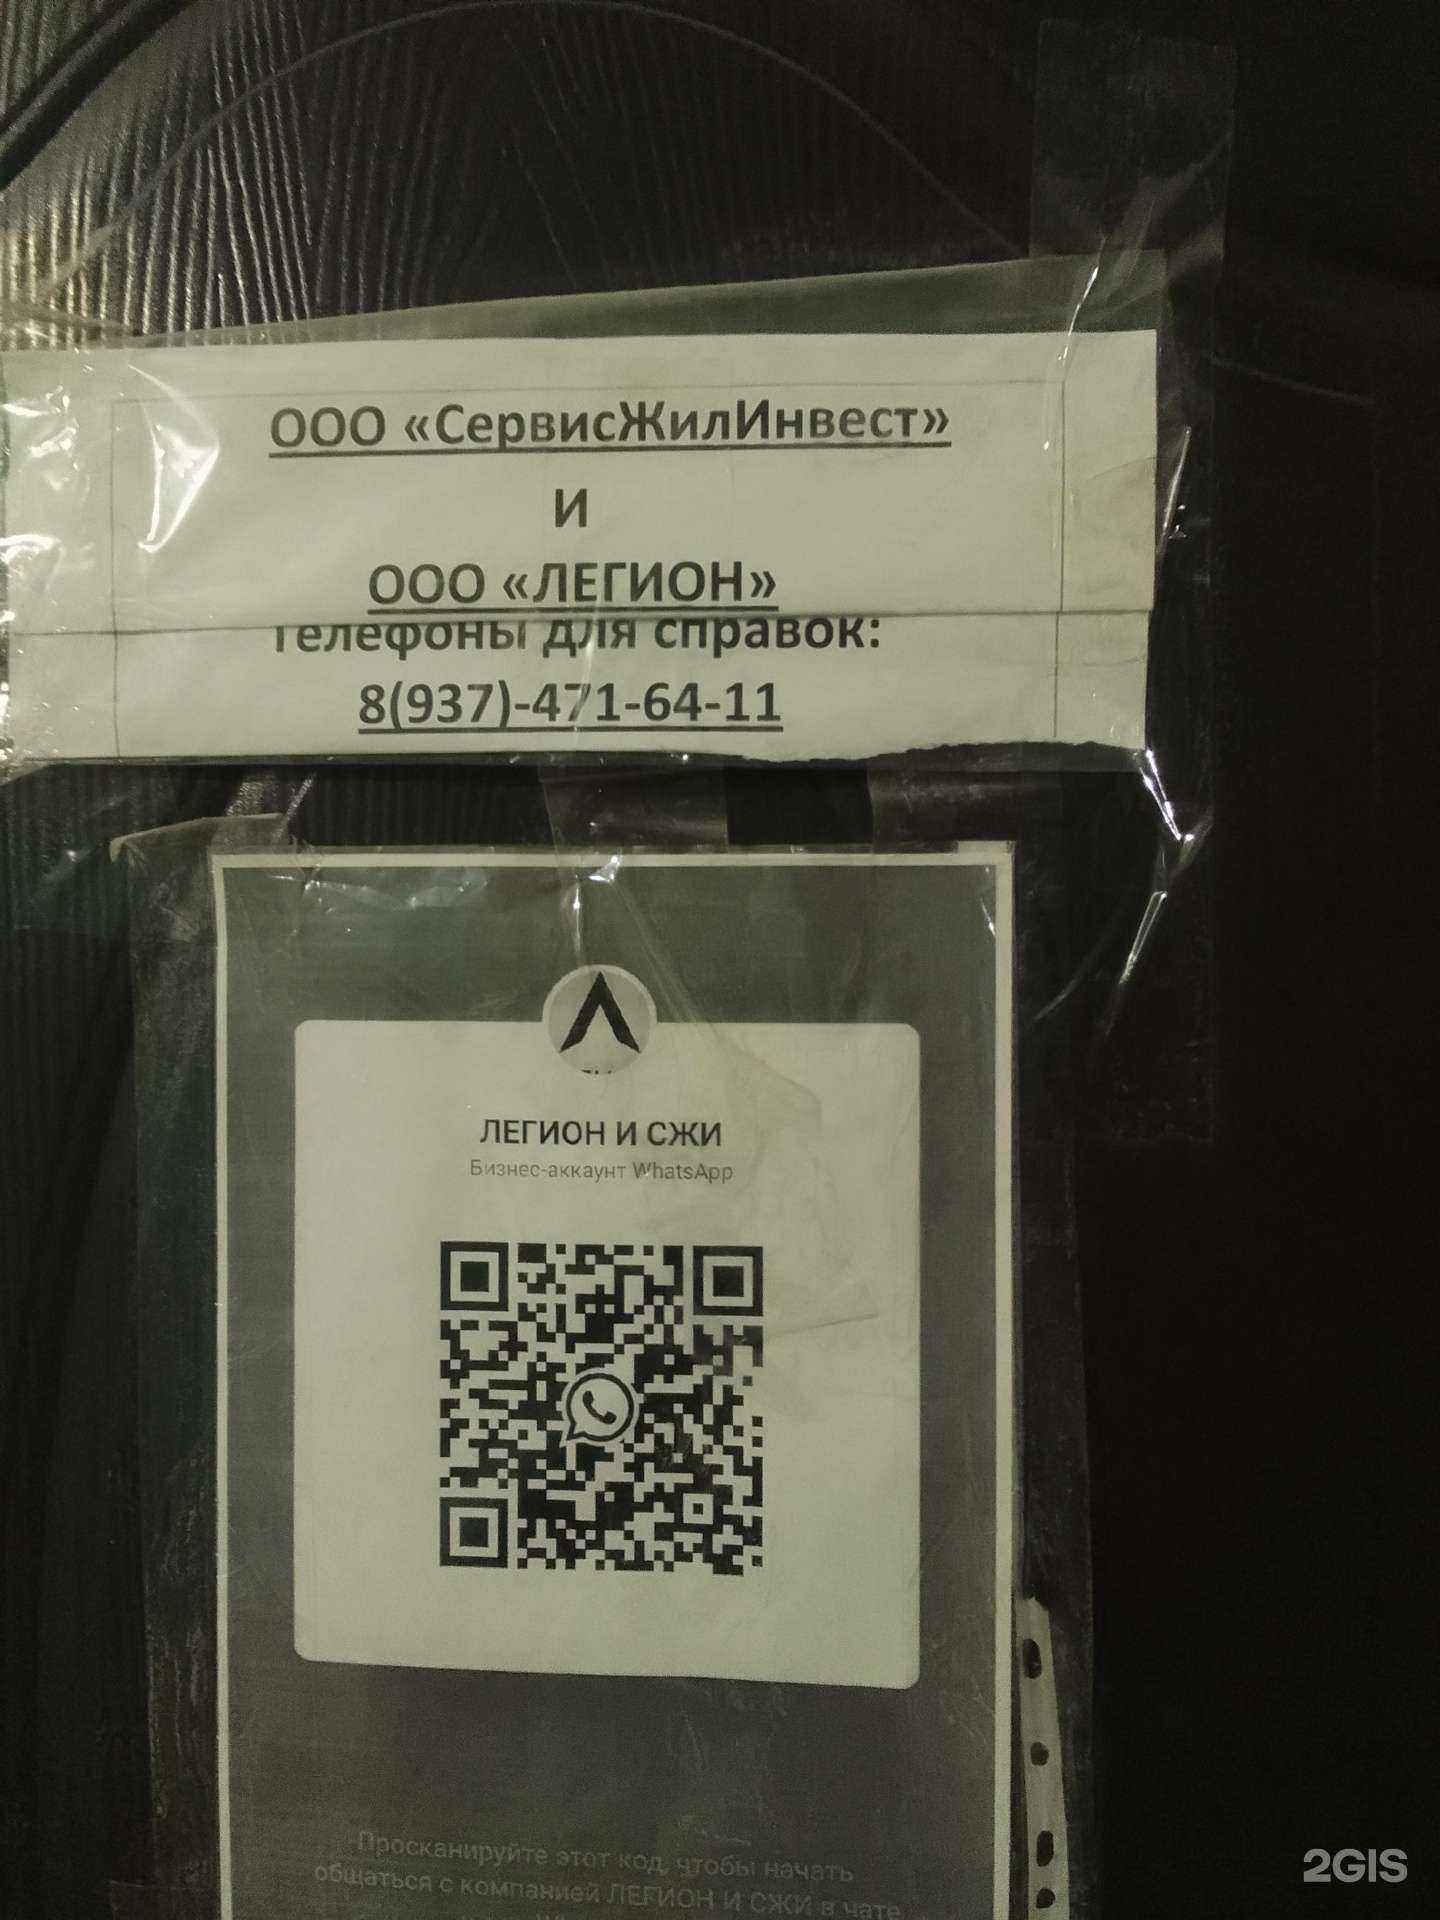 ООО «СервисЖилИнвест»
И
ООО «ЛЕГИОН»
Телефоны для справок:
8(937)-471-64-11
ЛЕГИОН И СЖИ
Бизнес-аккаунт WhatsApp
Просканируйте этот код, чтобы начать
общаться с компанией ЛЕГИОН И СЖИ в чате
2GIS